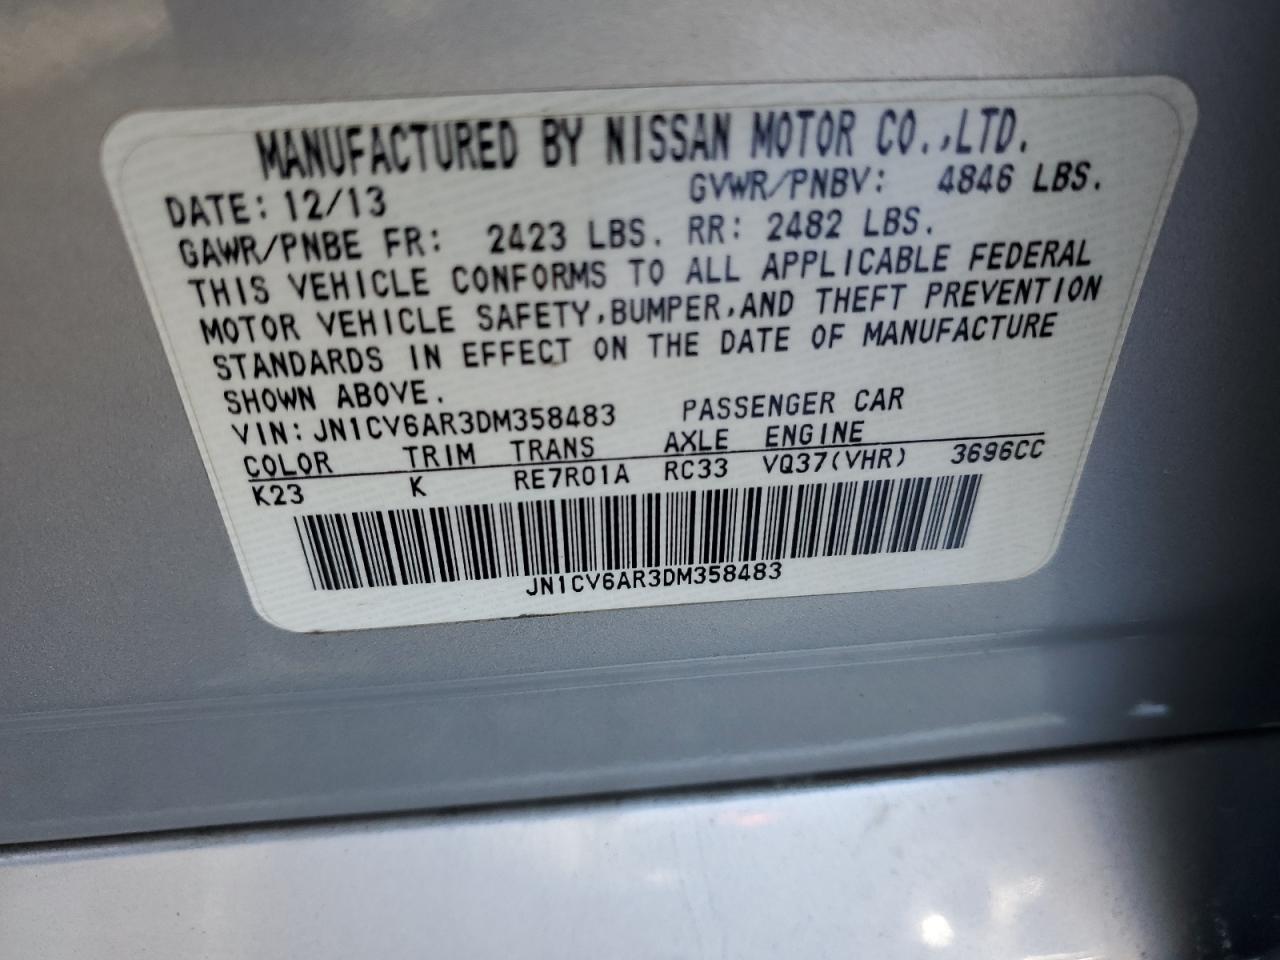 MANUFACTURED BY NISSAN MOTOR CO.,LTD.
DATE: 12/13 GVWR/PNBV: 4846 LBS.
GAWR/PNBE FR: 2423 LBS. RR: 2482 LBS.
THIS VEHICLE CONFORMS TO ALL APPLICABLE FEDERAL
MOTOR VEHICLE SAFETY,BUMPER,AND THEFT PREVENTION
STANDARDS IN EFFECT ON THE DATE OF MANUFACTURE
SHOWN ABOVE.
VIN: JN1CV6AR3DM358483 PASSENGER CAR
COLOR TRIM TRANS AXLE ENGINE
K23 K RE7R01A RC33 VQ37(VHR) 3696CC
JN1CV6AR3DM358483